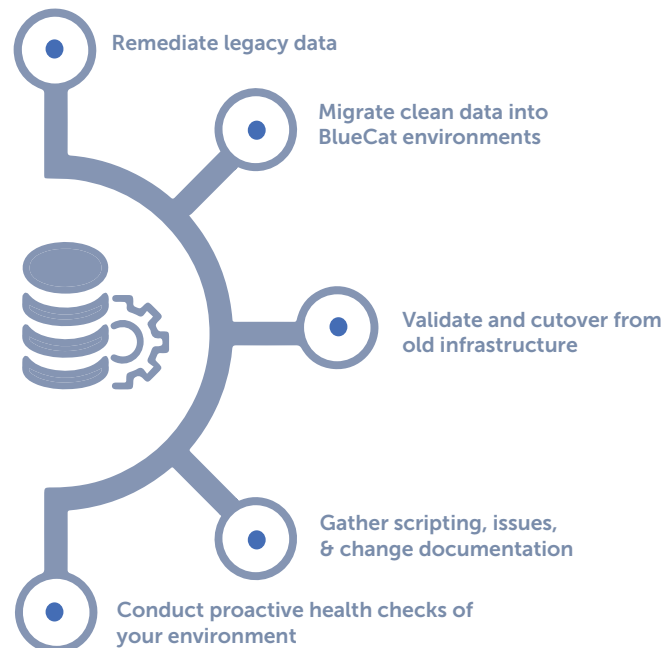 Remediate legacy data
Migrate clean data into
BlueCat environments
Validate and cutover from
old infrastructure
Gather scripting, issues,
& change documentation
Conduct proactive health checks of
your environment